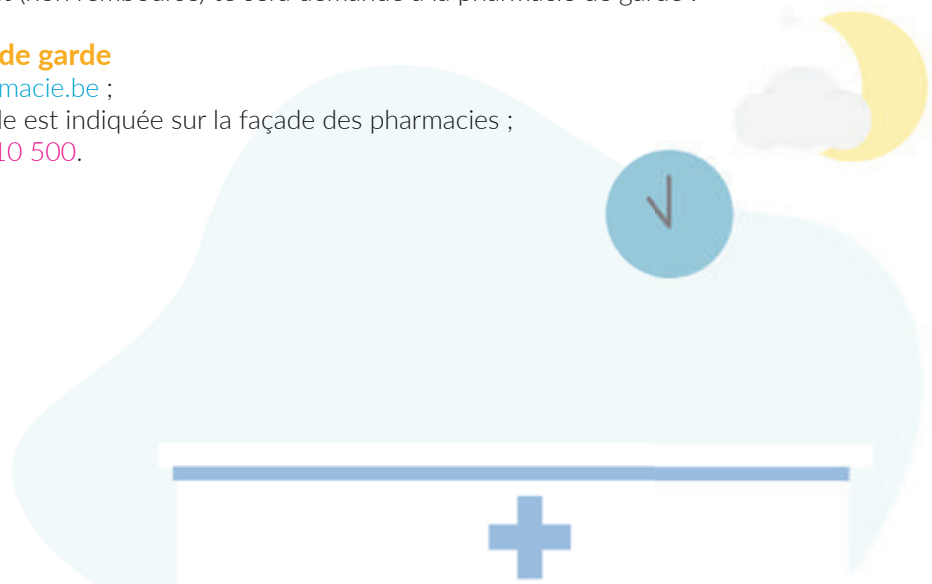 de garde
macie.be ;
le est indiquée sur la façade des pharmacies ;
10 500.